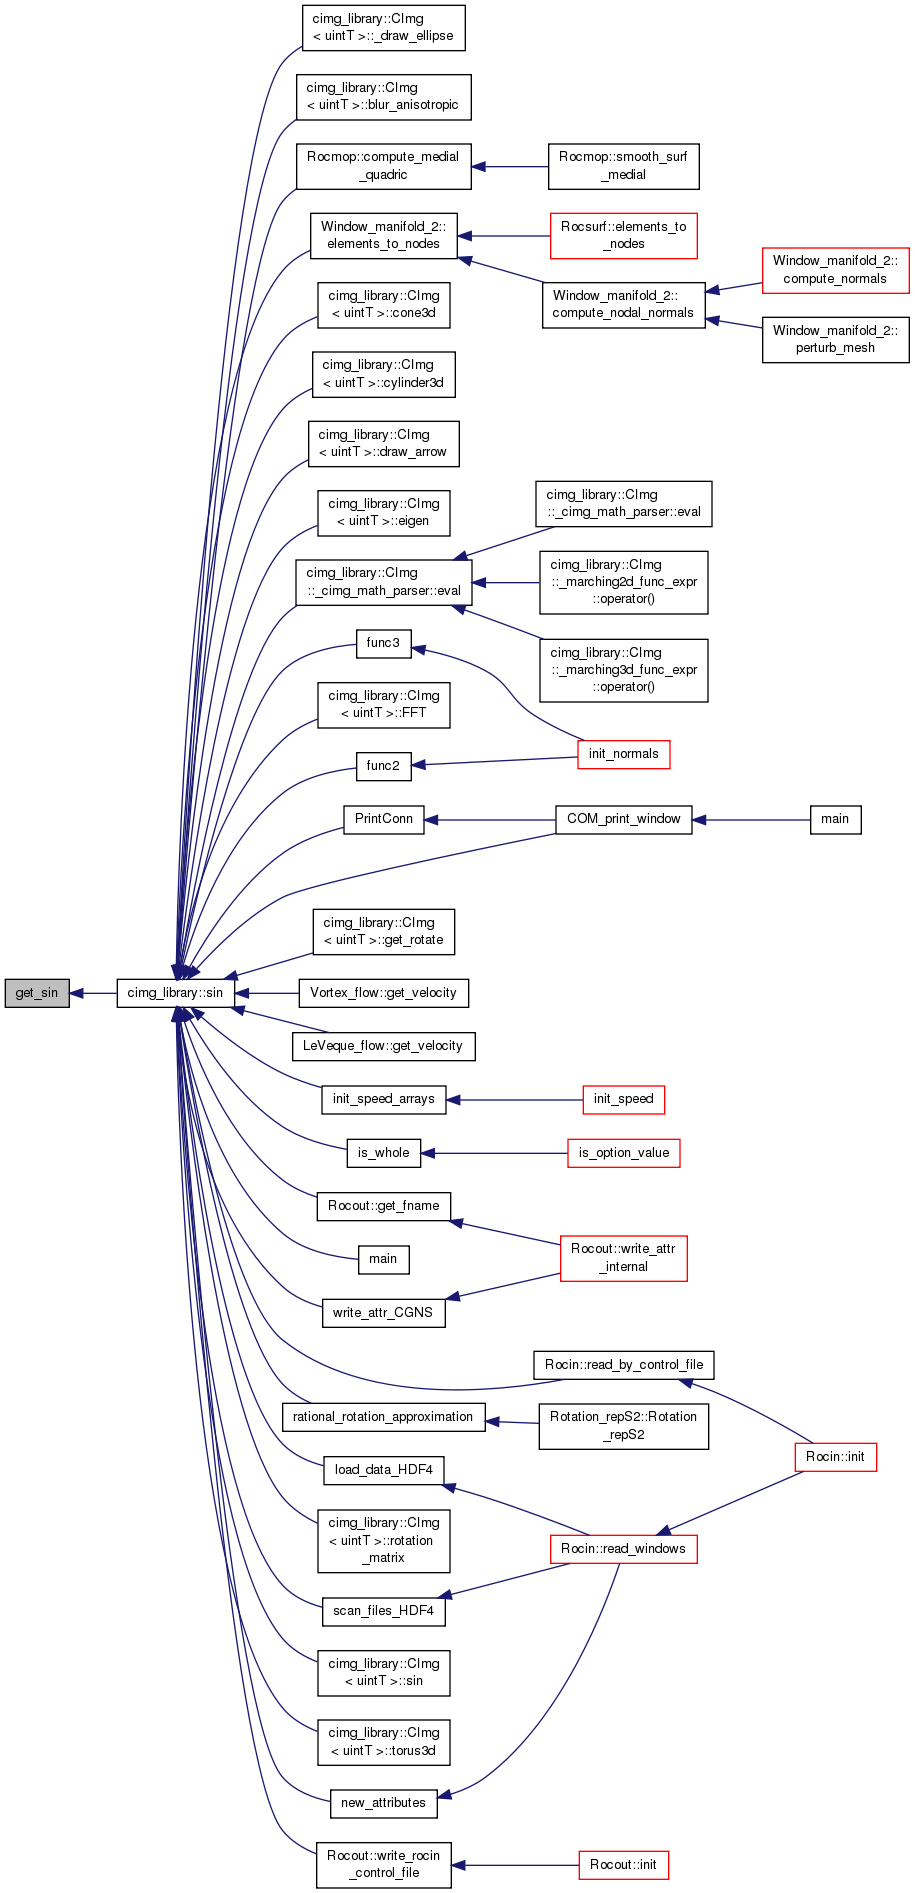 cimg_library::CImg
< uintT >::_draw_ellipse
cimg_library::CImg
< uintT >::blur_anisotropic
Rocmop::compute_medial
_quadric
Rocmop::smooth_surf
_medial
Window_manifold_2::
elements_to_nodes
Rocsurf::elements_to
_nodes
Window_manifold_2::
compute_nodal_normals
Window_manifold_2::
compute_normals
Window_manifold_2::
perturb_mesh
cimg_library::CImg
< uintT >::cone3d
cimg_library::CImg
< uintT >::cylinder3d
cimg_library::CImg
< uintT >::draw_arrow
cimg_library::CImg
< uintT >::eigen
cimg_library::CImg
::_cimg_math_parser::eval
cimg_library::CImg
::_cimg_math_parser::eval
cimg_library::CImg
::_marching2d_func_expr
::operator()
cimg_library::CImg
::_marching3d_func_expr
::operator()
func3
cimg_library::CImg
< uintT >::FFT
init_normals
func2
PrintConn
COM_print_window
main
cimg_library::CImg
< uintT >::get_rotate
get_sin
cimg_library::sin
Vortex_flow::get_velocity
LeVeque_flow::get_velocity
init_speed_arrays
init_speed
is_whole
is_option_value
Rocout::get_fname
Rocout::write_attr
_internal
main
write_attr_CGNS
Rocin::read_by_control_file
rational_rotation_approximation
Rotation_repS2::Rotation
_repS2
Rocin::init
load_data_HDF4
cimg_library::CImg
< uintT >::rotation
_matrix
Rocin::read_windows
scan_files_HDF4
cimg_library::CImg
< uintT >::sin
cimg_library::CImg
< uintT >::torus3d
new_attributes
Rocout::write_rocin
_control_file
Rocout::init